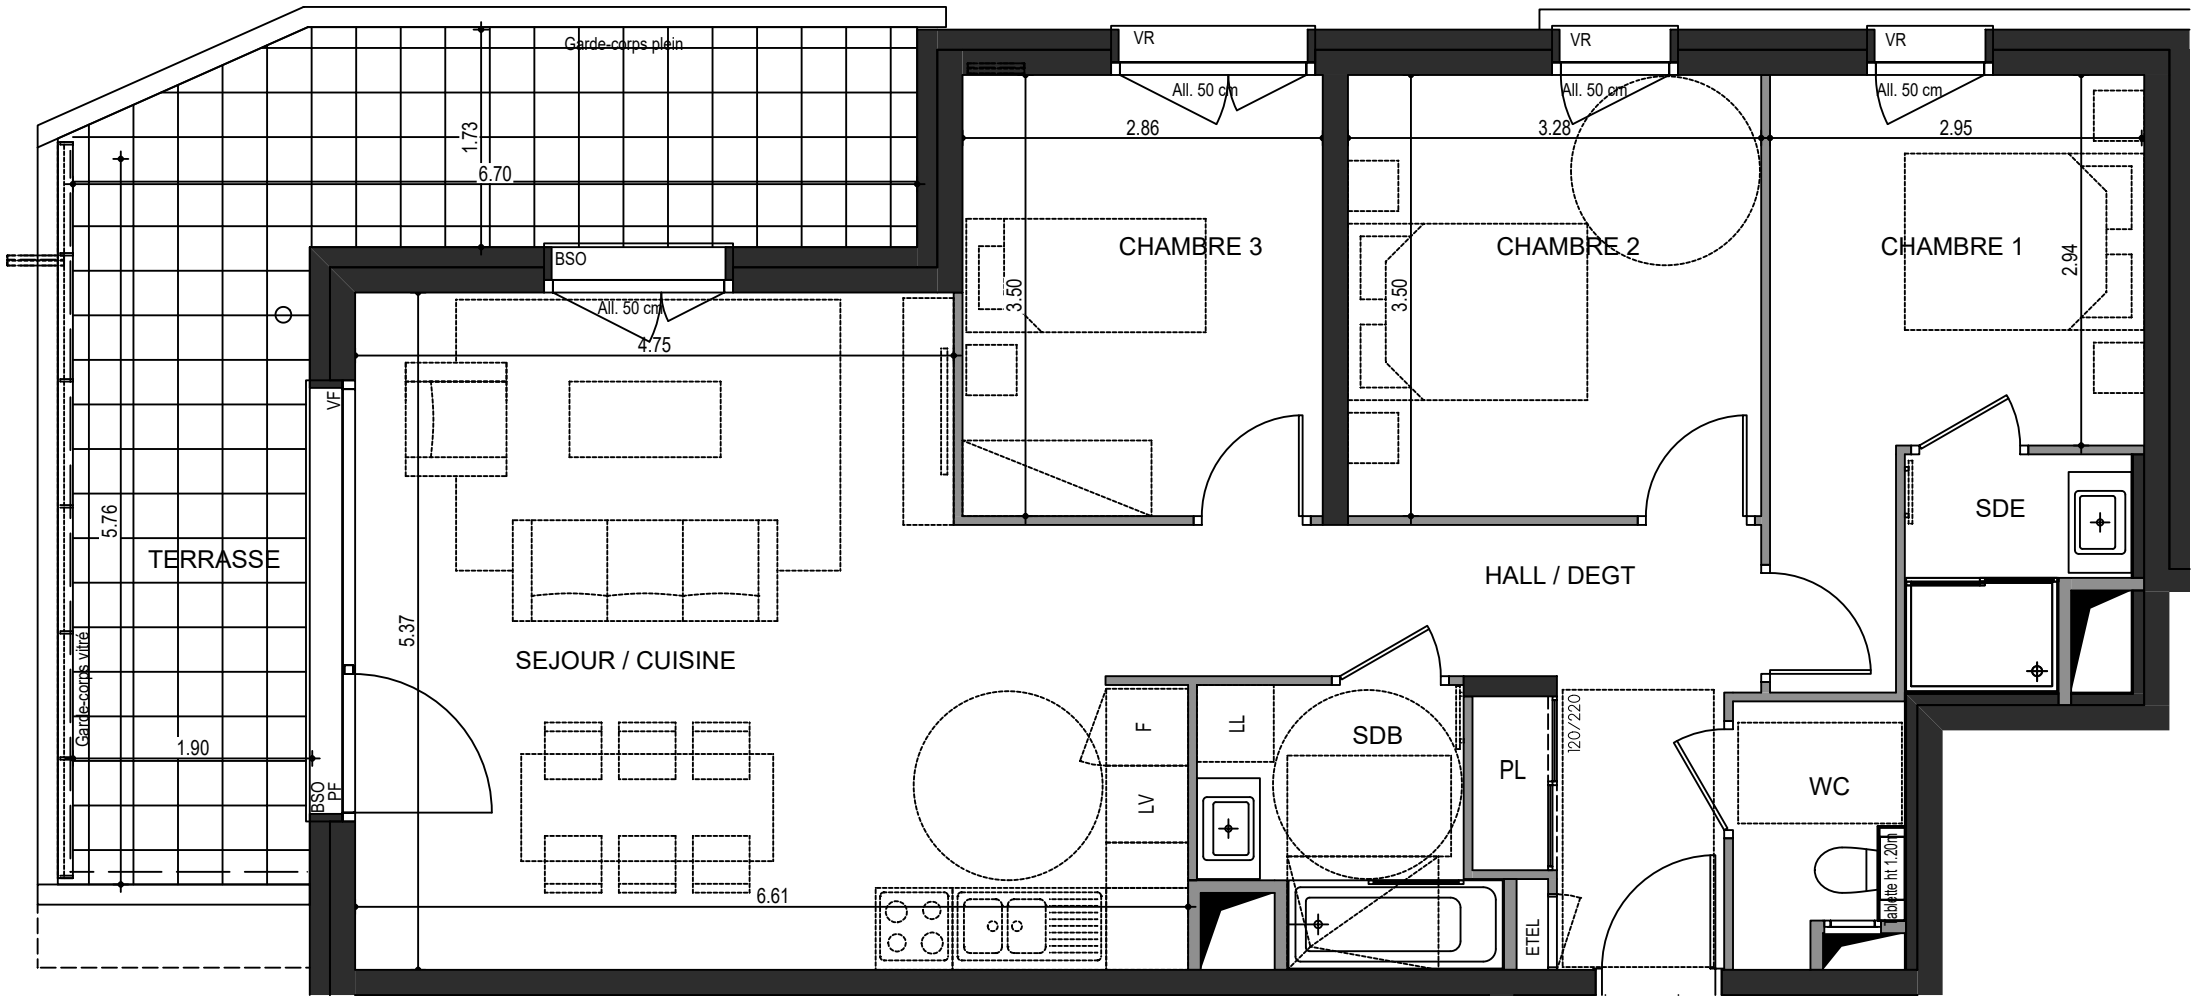 Garde-corps plein
VR
VR
VR
All. 50 cm
All. 50 cm
All. 50 cm
2.86
3.28
2.95
1.73
6.70
CHAMBRE 3
CHAMBRE 2
CHAMBRE 1
2.94
BSO
3.50
3.50
All. 50 cm
4.75
VF
SDE
5.76
TERRASSE
HALL / DEGT
5.37
SEJOUR / CUISINE
Garde-corps vitré
1.90
F
LL
SDB
120/220
PL
WC
BSO
PF
LV
Tablette ht 1.20m
6.61
ETEL